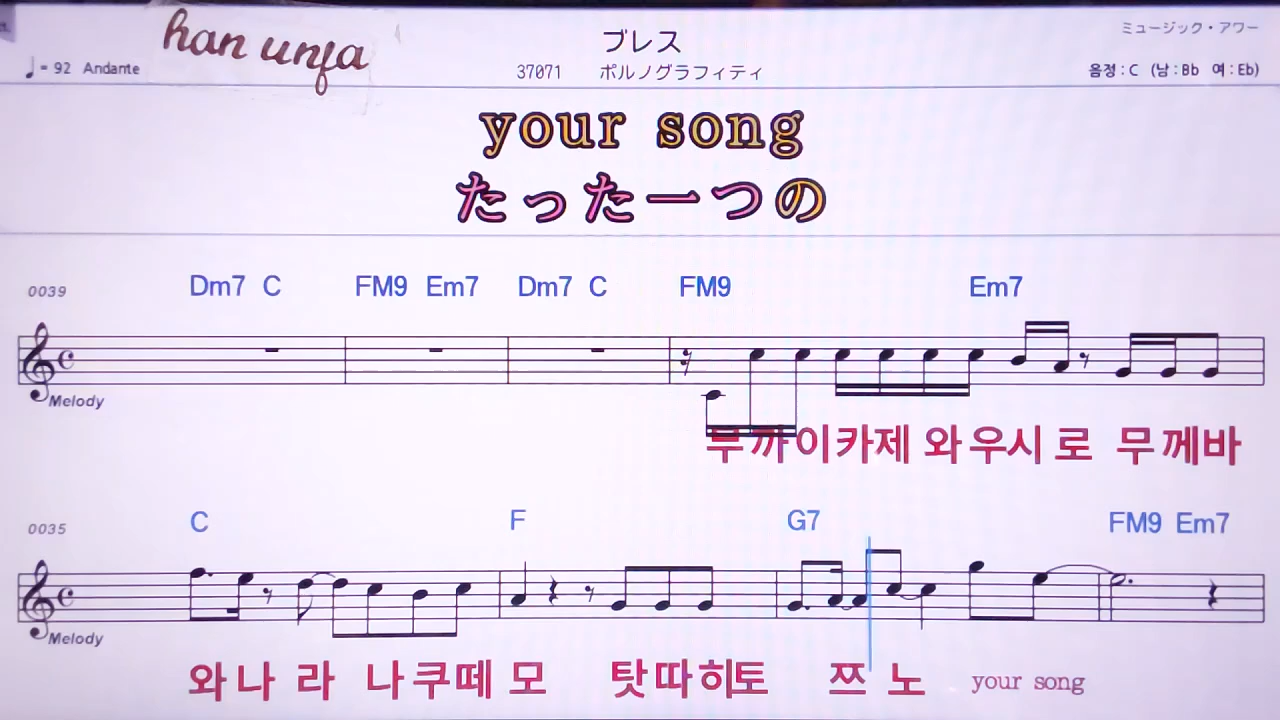 han unfa
ブレス
ミュージック・アワー
♩= 92 Andante
37071 ポルノグラフィティ
음정 : C (남 : Bb 여 : Eb)
your song
たった一つの
0039
Dm7 C FM9 Em7 Dm7 C FM9 Em7
Melody
무까이카제 와우시로 무께바
0035
C F G7 FM9 Em7
Melody
와나 라 나쿠떼 모 탓따히토 쯔 노 your song